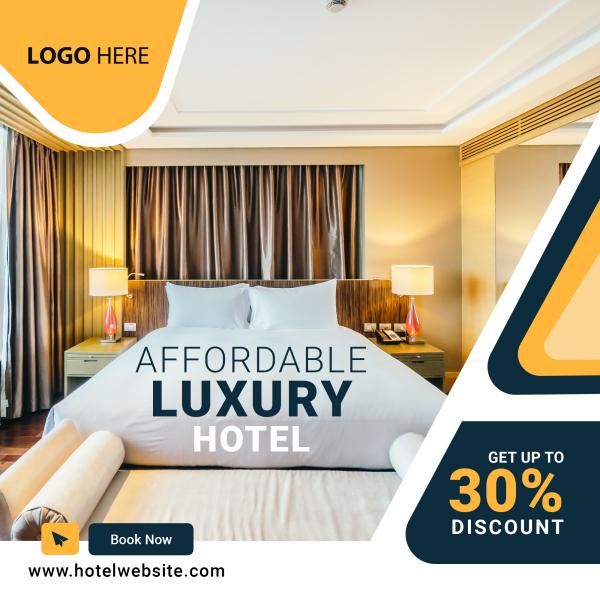 LOGO HERE
AFFORDABLE
LUXURY
HOTEL
GET UP TO
30%
DISCOUNT
Book Now
www.hotelwebsite.com